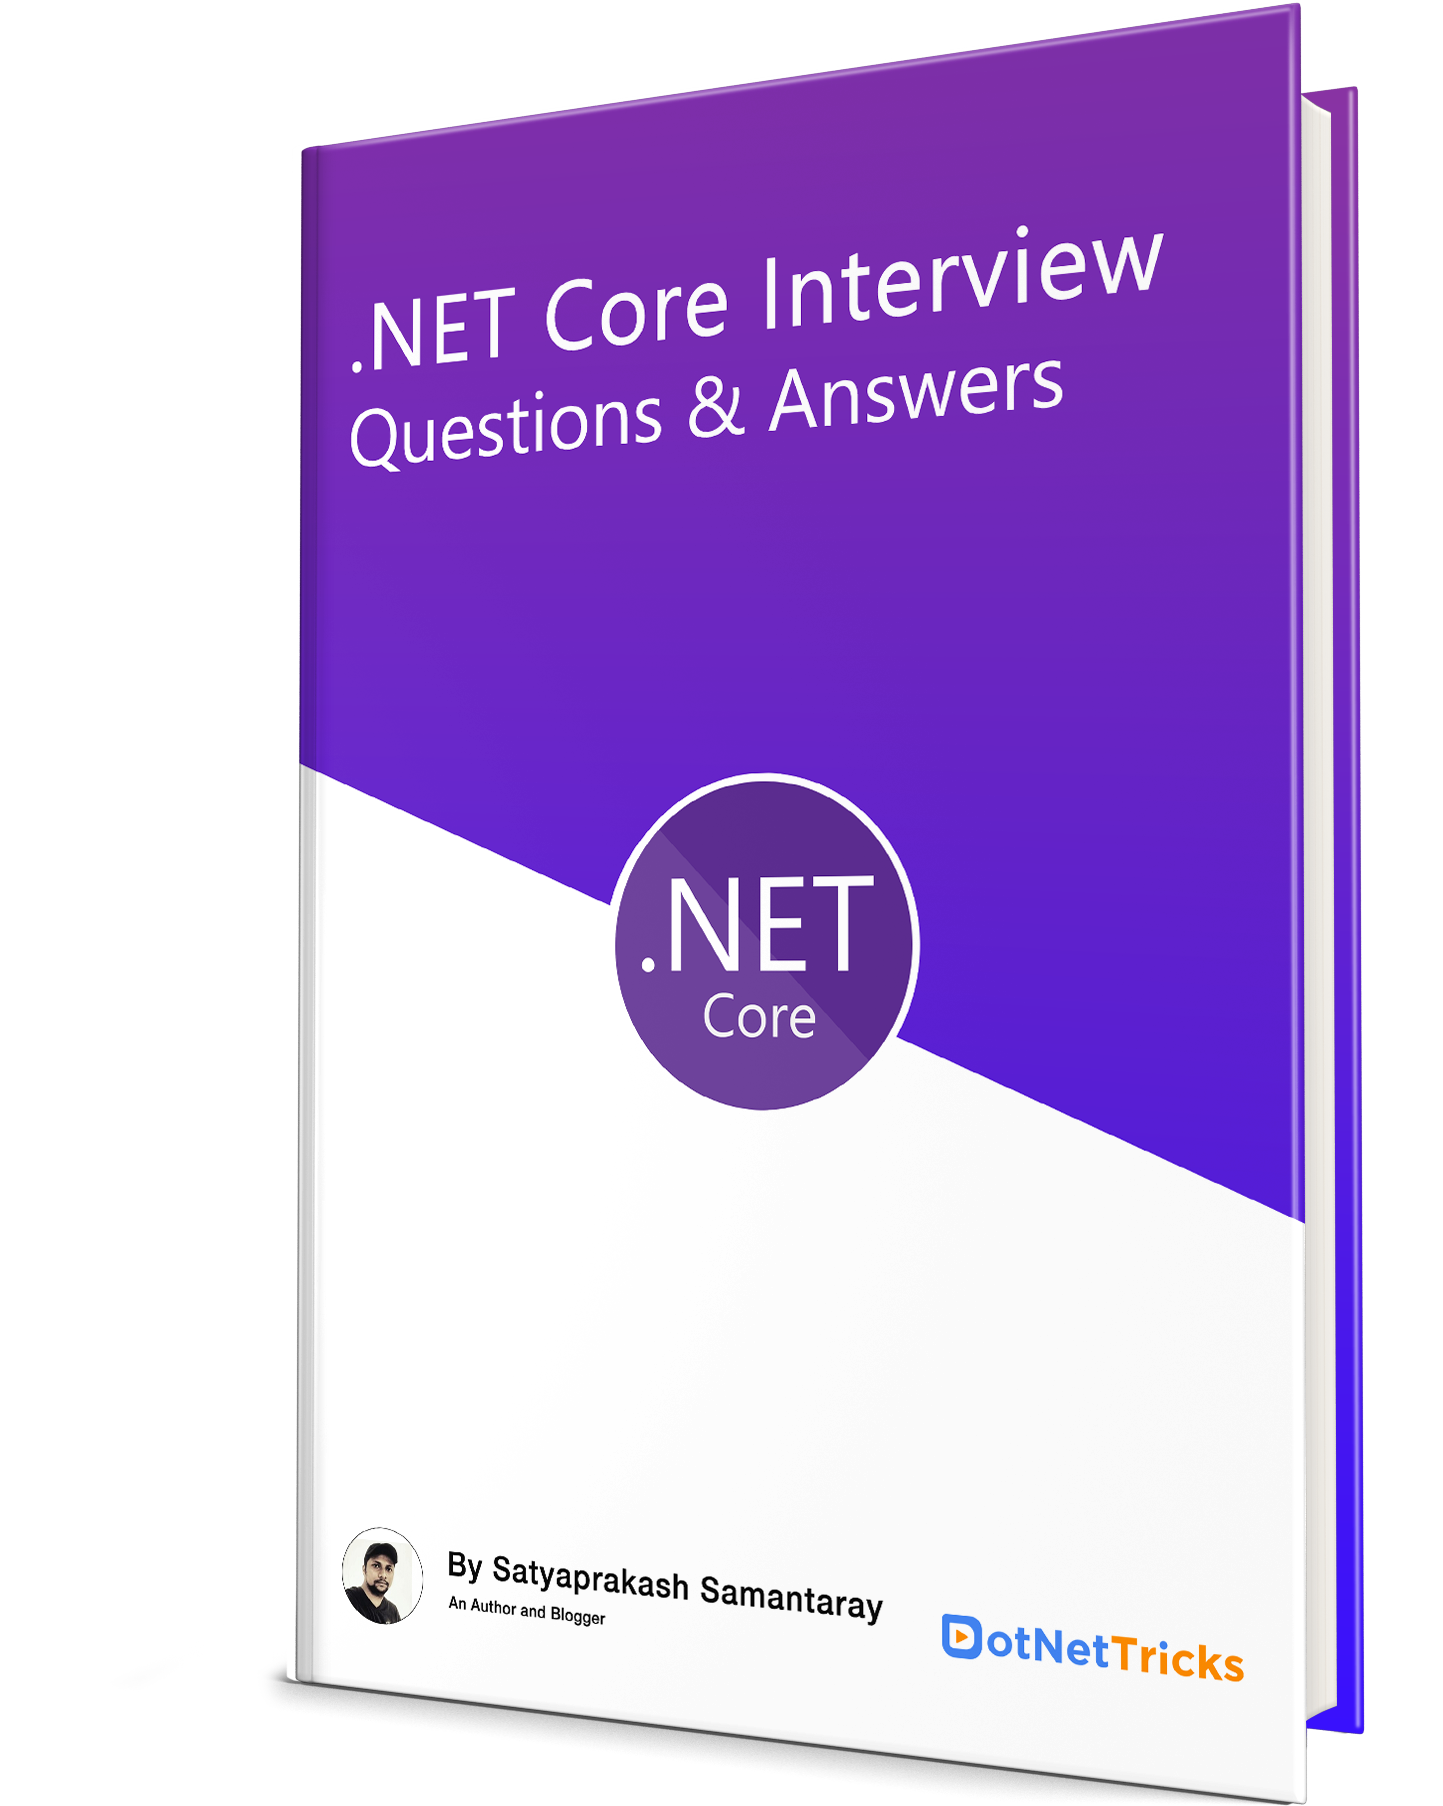 .NET Core Interview
Questions & Answers
.NET
Core
By Satyaprakash Samantaray
An Author and Blogger
DotNetTricks